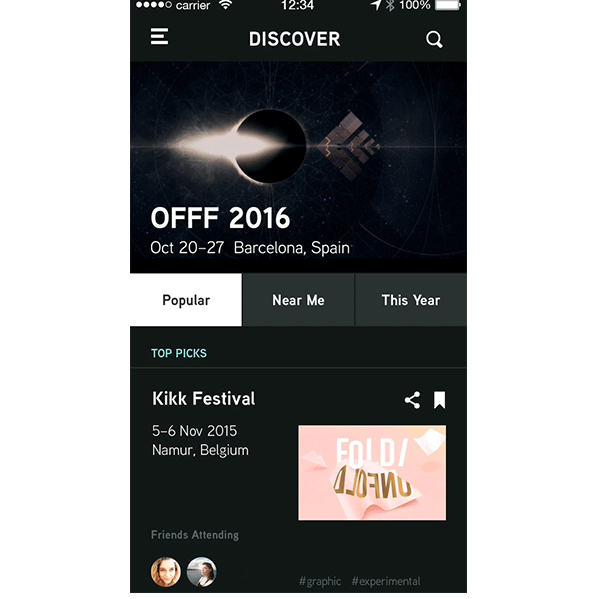 carrier 12:34 100%
DISCOVER
OFFF 2016
Oct 20–27 Barcelona, Spain
Popular Near Me This Year
TOP PICKS
Kikk Festival
5–6 Nov 2015
Namur, Belgium
FOLD/
UNFOLD
Friends Attending
#graphic #experimental